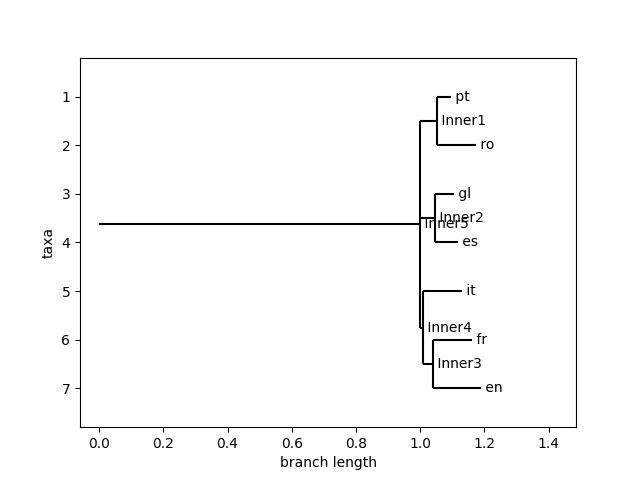 1
2
3
4
5
6
7
taxa
pt
Inner1
ro
gl
Inner2
Inner5
es
it
Inner4
fr
Inner3
en
0.0 0.2 0.4 0.6 0.8 1.0 1.2 1.4
branch length